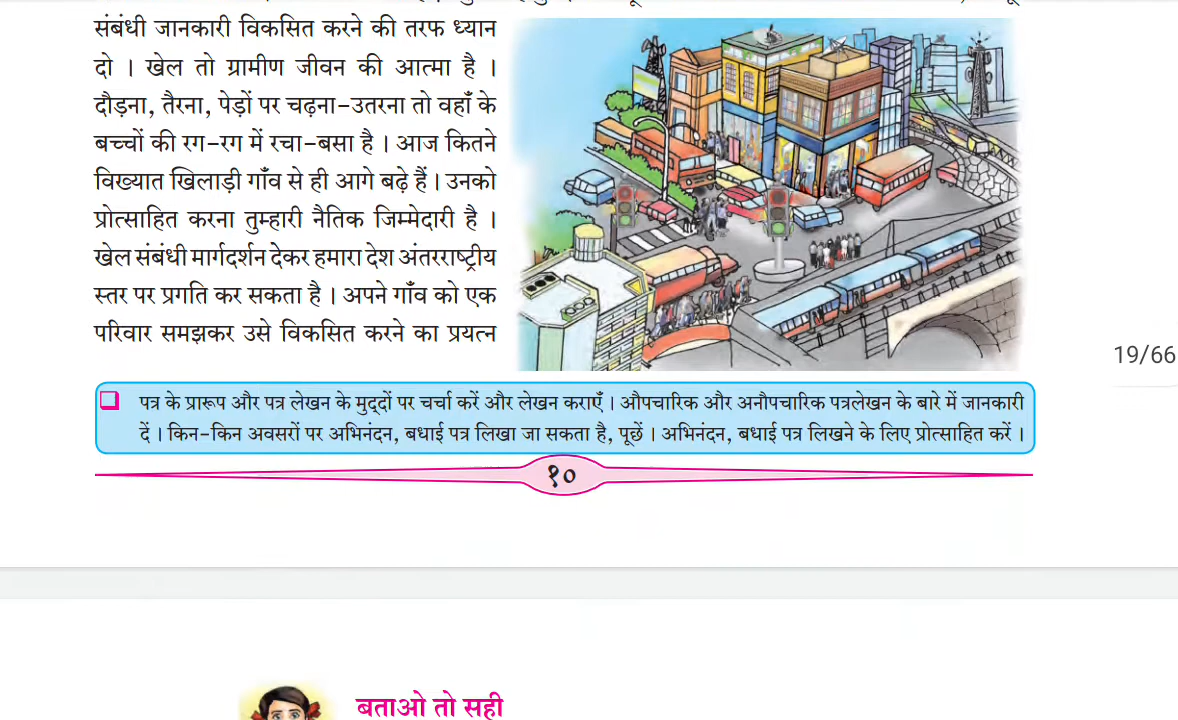 संबंधी जानकारी विकसित करने की तरफ ध्यान
दो । खेल तो ग्रामीण जीवन की आत्मा है ।
दौड़ना, तैरना, पेड़ों पर चढ़ना-उतरना तो वहाँ के
बच्चों की रग-रग में रचा-बसा है । आज कितने
विख्यात खिलाड़ी गाँव से ही आगे बढ़े हैं । उनको
प्रोत्साहित करना तुम्हारी नैतिक जिम्मेदारी है ।
खेल संबंधी मार्गदर्शन देकर हमारा देश अंतरराष्ट्रीय
स्तर पर प्रगति कर सकता है । अपने गाँव को एक
परिवार समझकर उसे विकसित करने का प्रयत्न
19/66
पत्र के प्रारूप और पत्र लेखन के मुद्दों पर चर्चा करें और लेखन कराएँ । औपचारिक और अनौपचारिक पत्रलेखन के बारे में जानकारी
दें । किन-किन अवसरों पर अभिनंदन, बधाई पत्र लिखा जा सकता है, पूछें । अभिनंदन, बधाई पत्र लिखने के लिए प्रोत्साहित करें ।
१०
बताओ तो सही